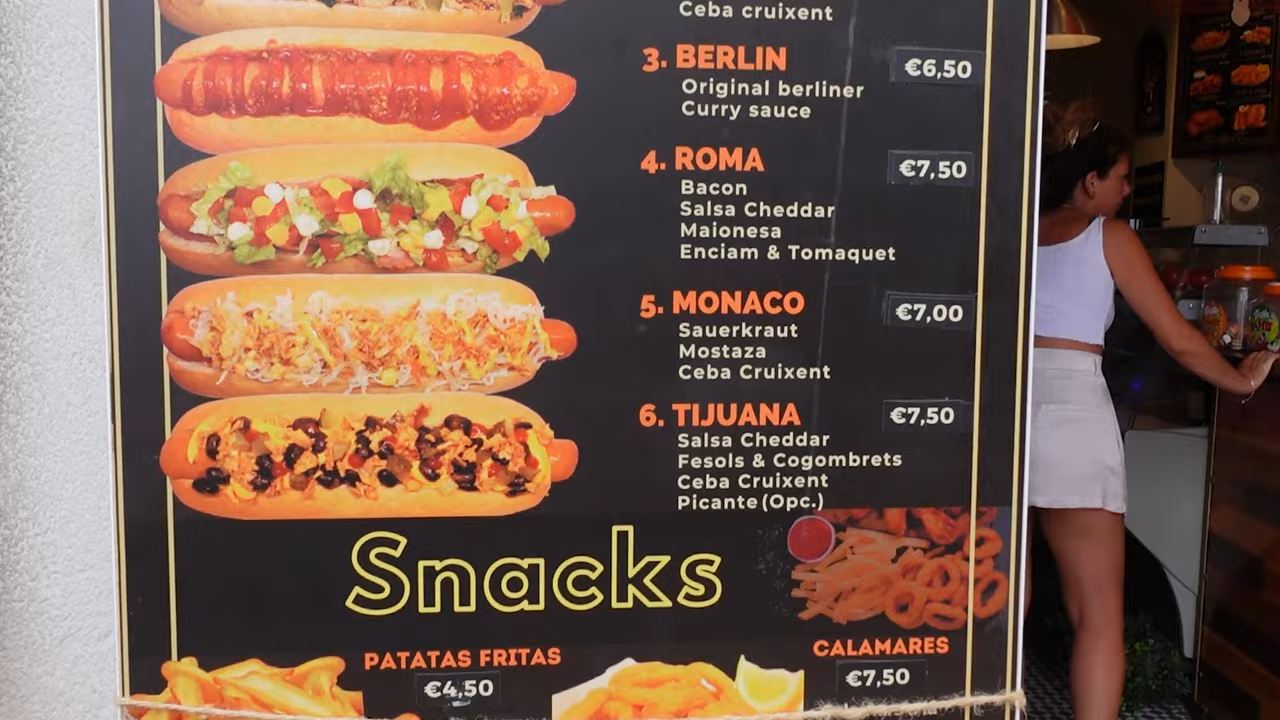 Ceba cruixent
3. BERLIN
€6,50
Original berliner
Curry sauce
4. ROMA
€7,50
Bacon
Salsa Cheddar
Maionesa
Enciam & Tomaquet
5. MONACO
€7,00
Sauerkraut
Mostaza
Ceba Cruixent
6. TIJUANA
€7,50
Salsa Cheddar
Fesols & Cogombrets
Ceba Cruixent
Picante (Opc.)
Snacks
PATATAS FRITAS
€4,50
CALAMARES
€7,50